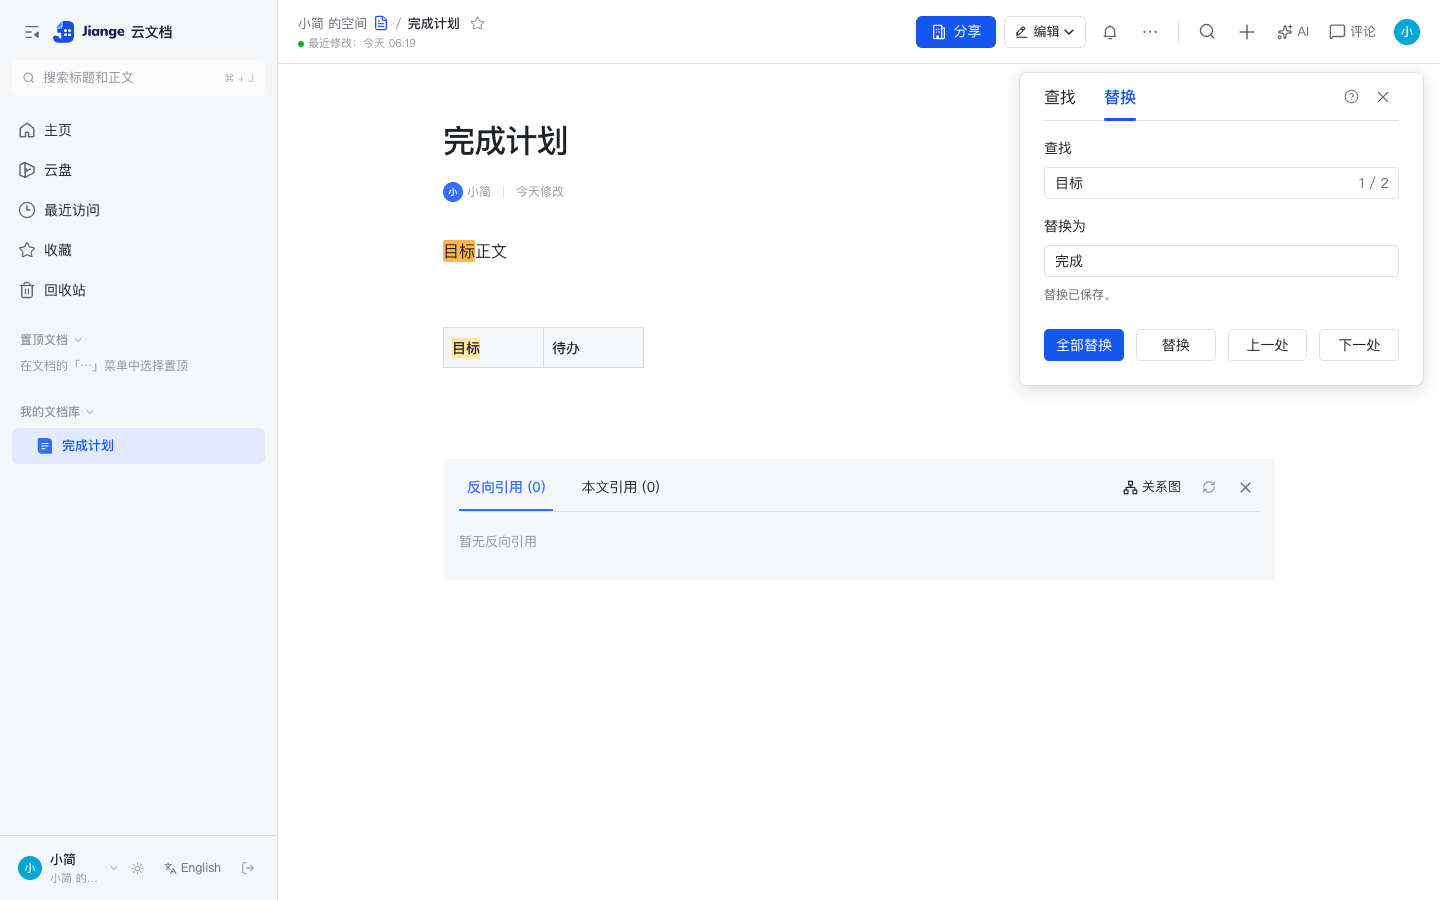 Jiange 云文档
搜索标题和正文 ⌘ + J
主页
云盘
最近访问
收藏
回收站
置顶文档
在文档的「…」菜单中选择置顶
我的文档库
完成计划
小 小简
小简 的...
English
小简 的空间 / 完成计划
最近修改：今天 06:19
分享 编辑 AI 评论 小
完成计划
小 小简 今天修改
目标正文
目标 待办
反向引用 (0) 本文引用 (0) 关系图
暂无反向引用
查找 替换
查找
目标 1 / 2
替换为
完成
替换已保存。
全部替换 替换 上一处 下一处